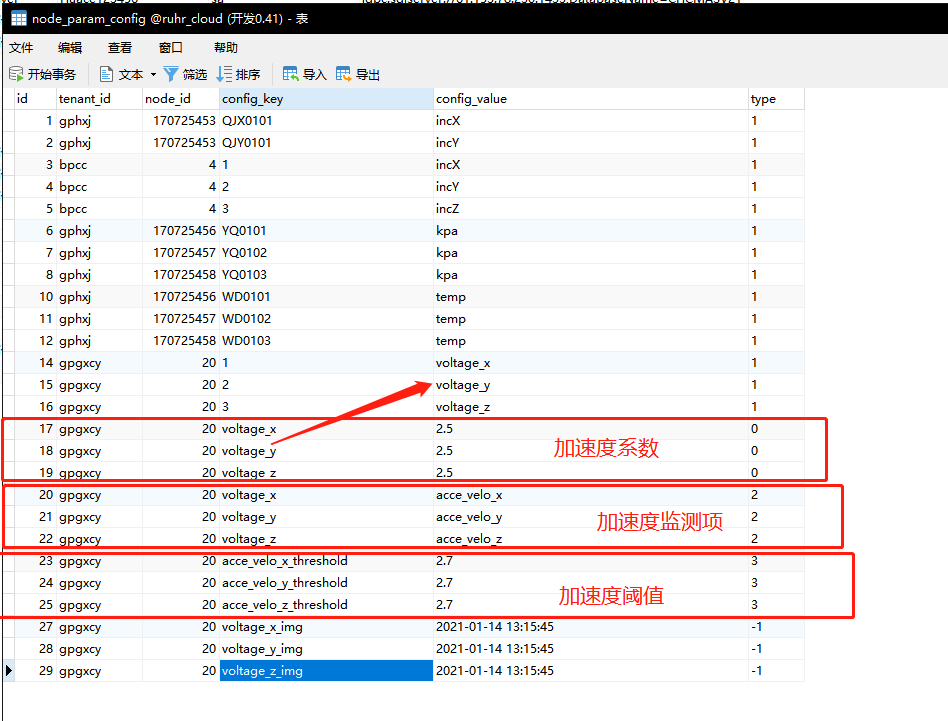 node_param_config @ruhr_cloud (开发0.41) - 表
文件 编辑 查看 窗口 帮助
开始事务 文本 筛选 排序 导入 导出
id tenant_id node_id config_key config_value type
1 gphxj 170725453 QJX0101 incX 1
2 gphxj 170725453 QJY0101 incY 1
3 bpcc 4 1 incX 1
4 bpcc 4 2 incY 1
5 bpcc 4 3 incZ 1
6 gphxj 170725456 YQ0101 kpa 1
7 gphxj 170725457 YQ0102 kpa 1
8 gphxj 170725458 YQ0103 kpa 1
10 gphxj 170725456 WD0101 temp 1
11 gphxj 170725457 WD0102 temp 1
12 gphxj 170725458 WD0103 temp 1
14 gpgxcy 20 1 voltage_x 1
15 gpgxcy 20 2 voltage_y 1
16 gpgxcy 20 3 voltage_z 1
17 gpgxcy 20 voltage_x 2.5 0
18 gpgxcy 20 voltage_y 2.5 加速度系数 0
19 gpgxcy 20 voltage_z 2.5 0
20 gpgxcy 20 voltage_x acce_velo_x 2
21 gpgxcy 20 voltage_y acce_velo_y 加速度监测项 2
22 gpgxcy 20 voltage_z acce_velo_z 2
23 gpgxcy 20 acce_velo_x_threshold 2.7 3
24 gpgxcy 20 acce_velo_y_threshold 2.7 3
25 gpgxcy 20 acce_velo_z_threshold 2.7 加速度阈值 3
27 gpgxcy 20 voltage_x_img 2021-01-14 13:15:45 -1
28 gpgxcy 20 voltage_y_img 2021-01-14 13:15:45 -1
29 gpgxcy 20 voltage_z_img 2021-01-14 13:15:45 -1